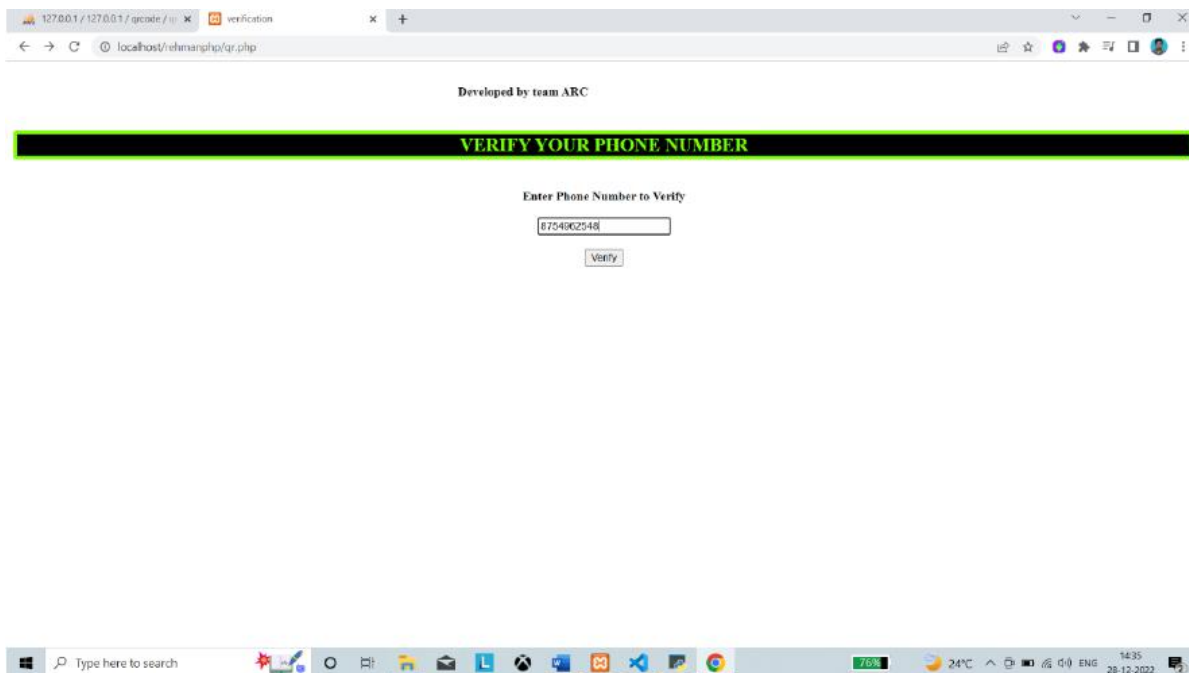 127.0.0.1 / 127.0.0.1 / qrcode /
verification
localhost/rehmanphp/qr.php
Developed by team ARC
VERIFY YOUR PHONE NUMBER
Enter Phone Number to Verify
8754962548
Verify
Type here to search
L
76%
24°C
ENG
14:35
28-12-2022